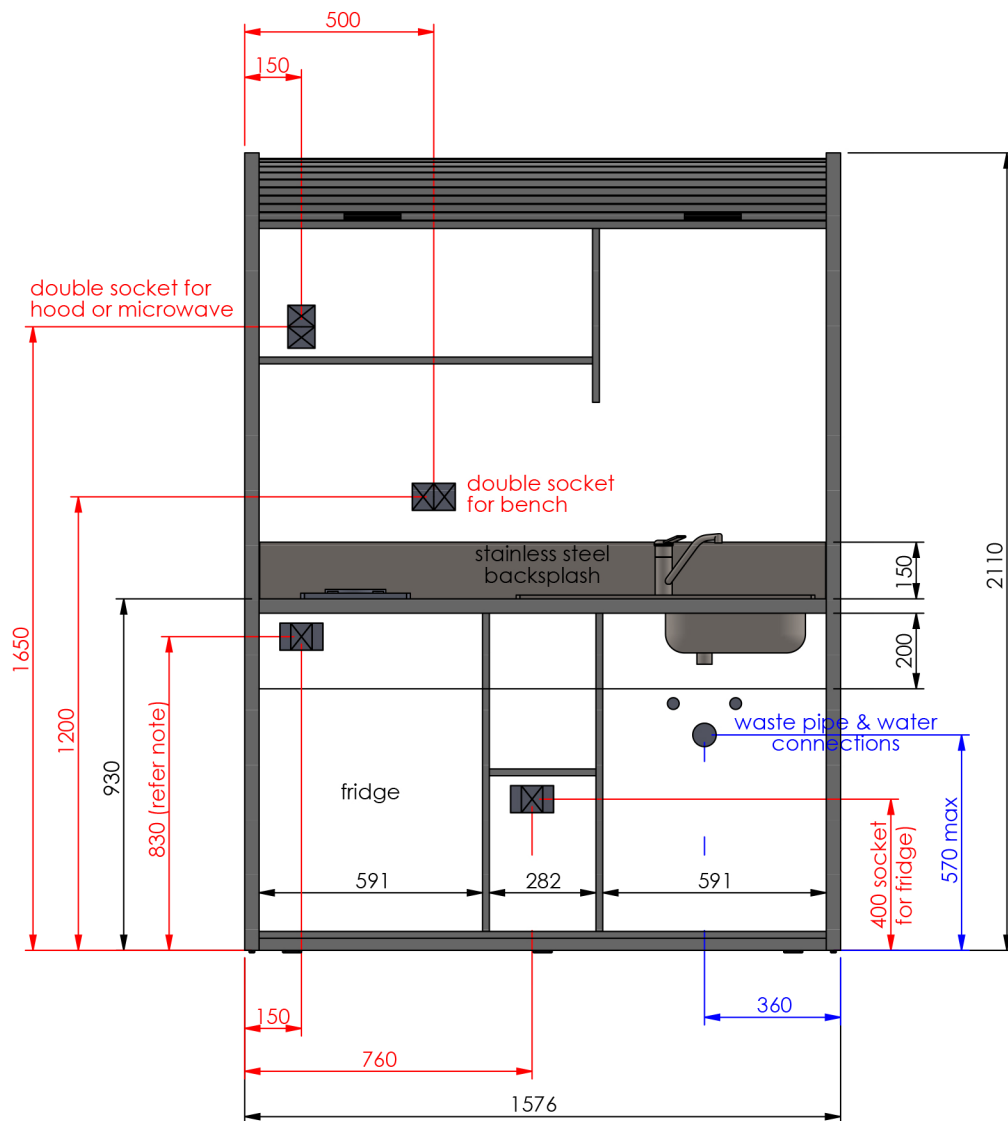 500
150
double socket for
hood or microwave
double socket
for bench
stainless steel
backsplash
150
2110
1650
200
1200
830 (refer note)
waste pipe & water
connections
930
fridge
570 max
400 socket
for fridge)
591
282
591
150
360
760
1576